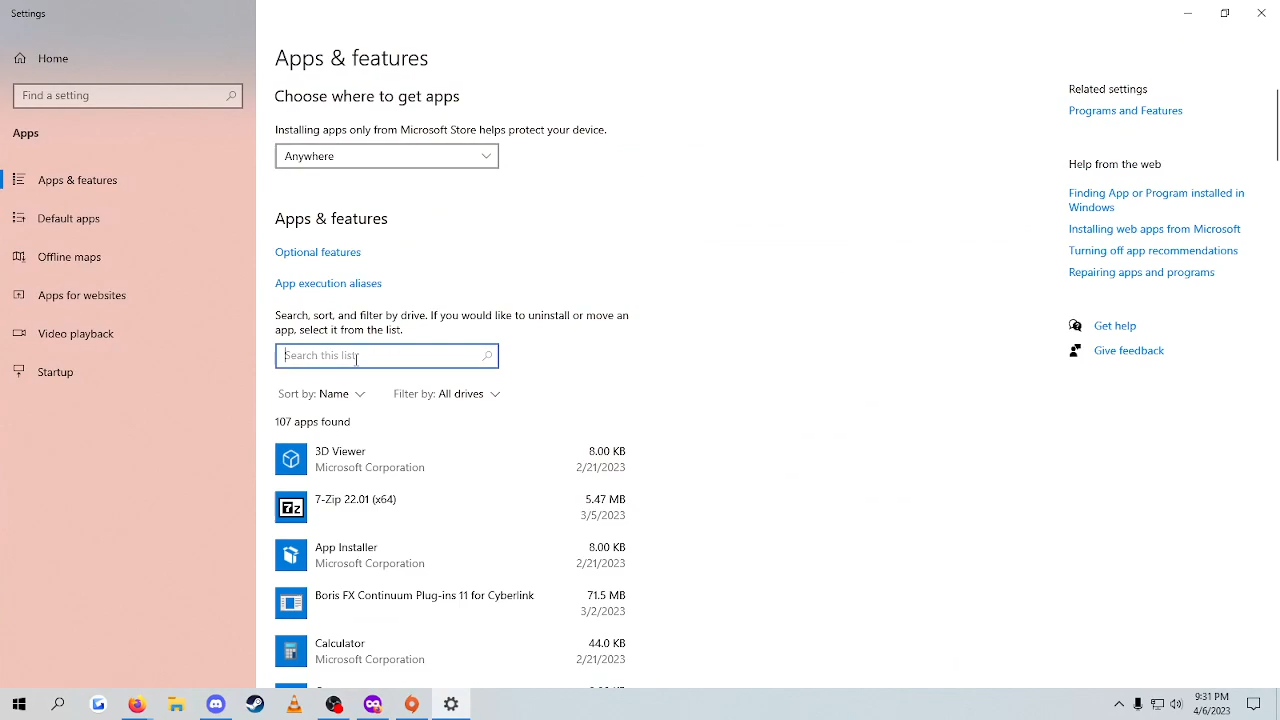 Settings
Home
Find a setting
Apps
Apps & features
Default apps
Offline maps
Apps for websites
Video playback
Startup
Apps & features
Choose where to get apps
Installing apps only from Microsoft Store helps protect your device.
Anywhere
Apps & features
Optional features
App execution aliases
Search, sort, and filter by drive. If you would like to uninstall or move an
app, select it from the list.
Search this list
Sort by: Name
Filter by: All drives
107 apps found
3D Viewer 8.00 KB
Microsoft Corporation 2/21/2023
7-Zip 22.01 (x64) 5.47 MB
3/5/2023
App Installer 8.00 KB
Microsoft Corporation 2/21/2023
Boris FX Continuum Plug-ins 11 for Cyberlink 71.5 MB
3/2/2023
Calculator 44.0 KB
Microsoft Corporation 2/21/2023
Related settings
Programs and Features
Help from the web
Finding App or Program installed in
Windows
Installing web apps from Microsoft
Turning off app recommendations
Repairing apps and programs
Get help
Give feedback
9:31 PM
4/6/2023